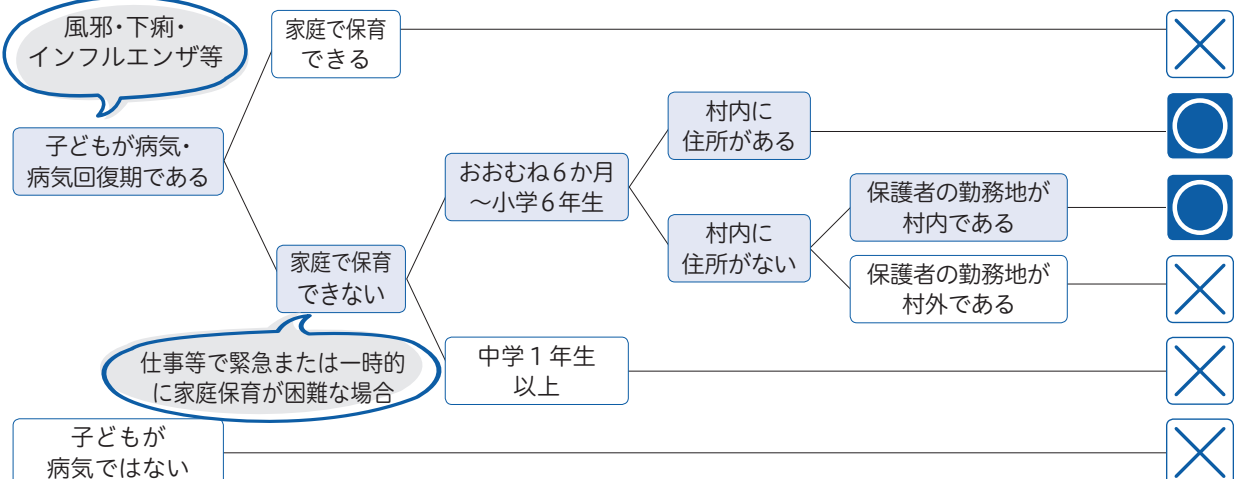 風邪・下痢・
インフルエンザ等
子どもが病気・
病気回復期である
家庭で保育
できる
家庭で保育
できない
仕事等で緊急または一時的
に家庭保育が困難な場合
おおむね６か月
～小学６年生
中学１年生
以上
村内に
住所がある
村内に
住所がない
保護者の勤務地が
村内である
保護者の勤務地が
村外である
子どもが
病気ではない